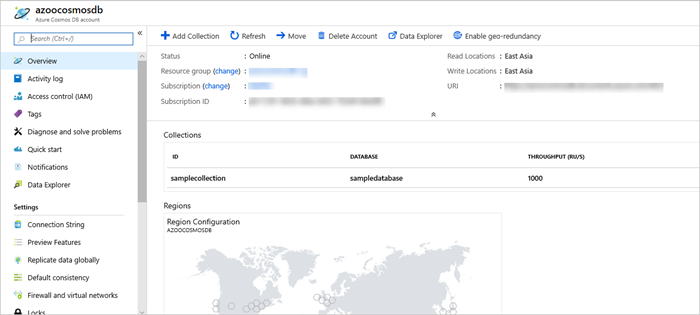 azoocosmosdb
Azure Cosmos DB account
Search (Ctrl+/)
«
Overview
Activity log
Access control (IAM)
Tags
Diagnose and solve problems
Quick start
Notifications
Data Explorer
Settings
Connection String
Preview Features
Replicate data globally
Default consistency
Firewall and virtual networks
Locks
Add Collection Refresh Move Delete Account Data Explorer Enable geo-redundancy
Status : Online Read Locations : East Asia
Resource group (change) : Write Locations : East Asia
Subscription (change) : URI :
Subscription ID :
Collections
ID DATABASE THROUGHPUT (RU/S)
samplecollection sampledatabase 1000
Regions
Region Configuration
AZOOCOSMOSDB